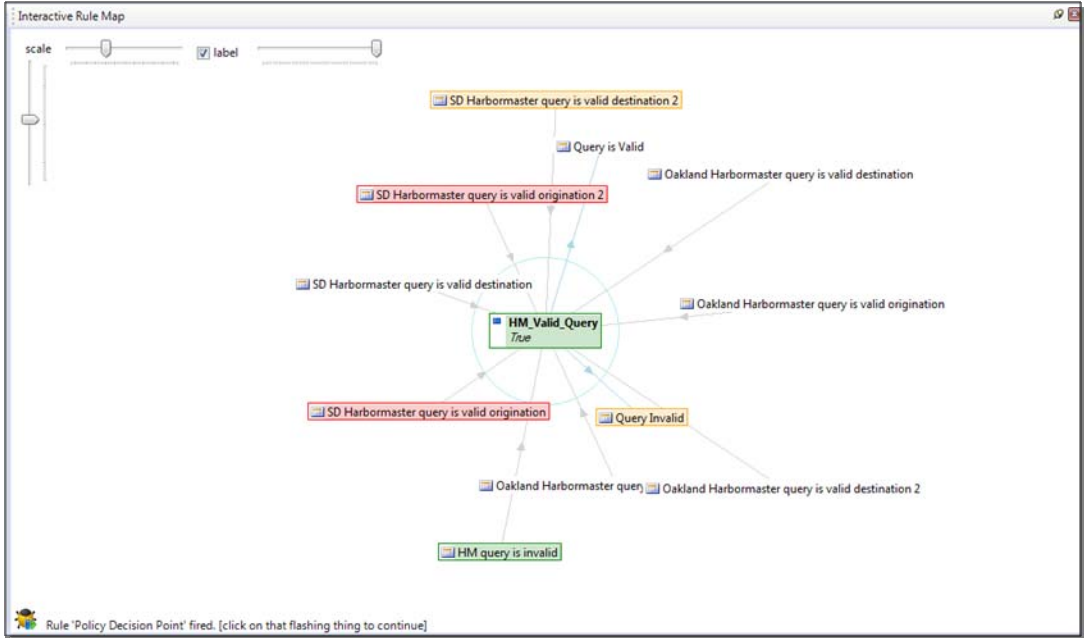 Interactive Rule Map
scale
label
SD Harbormaster query is valid destination 2
Query is Valid
Oakland Harbormaster query is valid destination
SD Harbormaster query is valid origination 2
SD Harbormaster query is valid destination
Oakland Harbormaster query is valid origination
HM_Valid_Query
True
SD Harbormaster query is valid origination
Query Invalid
Oakland Harbormaster query
Oakland Harbormaster query is valid destination 2
HM query is invalid
Rule 'Policy Decision Point' fired. [click on that flashing thing to continue]